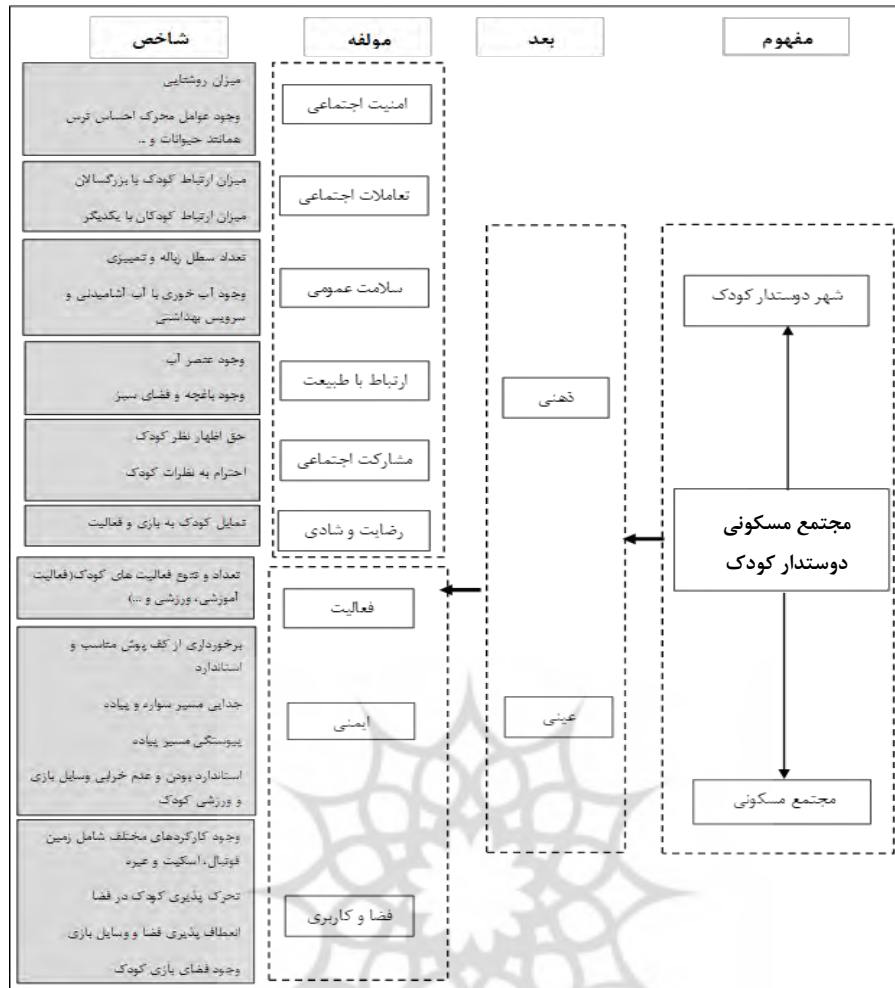 مفهوم
بعد
مولفه
شاخص
شهر دوستدار کودک
مجتمع مسکونی
دوستدار کودک
مجتمع مسکونی
ذهنی
عینی
امنیت اجتماعی
تعاملات اجتماعی
سلامت عمومی
ارتباط با طبیعت
مشارکت اجتماعی
رضایت و شادی
فعالیت
ایمنی
فضا و کاربری
میزان روشنایی
وجود عوامل محرک احساس ترس
همانند حیوانات و ..
میزان ارتباط کودک با بزرگسالان
میزان ارتباط کودکان با یکدیگر
تعداد سطل زباله و تمییزی
وجود آب خوری با آب آشامیدنی و
سرویس بهداشتی
وجود عنصر آب
وجود باغچه و فضای سبز
حق اظهار نظر کودک
احترام به نظرات کودک
تمایل کودک به بازی و فعالیت
تعداد و تنوع فعالیت های کودک(فعالیت
آموزشی، ورزشی و ...)
برخورداری از کف پوش مناسب و
استاندارد
جدایی مسیر سواره و پیاده
پیوستگی مسیر پیاده
استاندارد بودن و عدم خرابی وسایل بازی
و ورزشی کودک
وجود کارکردهای مختلف شامل زمین
فوتبال، اسکیت و غیره
تحرک پذیری کودک در فضا
انعطاف پذیری فضا و وسایل بازی
وجود فضای بازی کودک